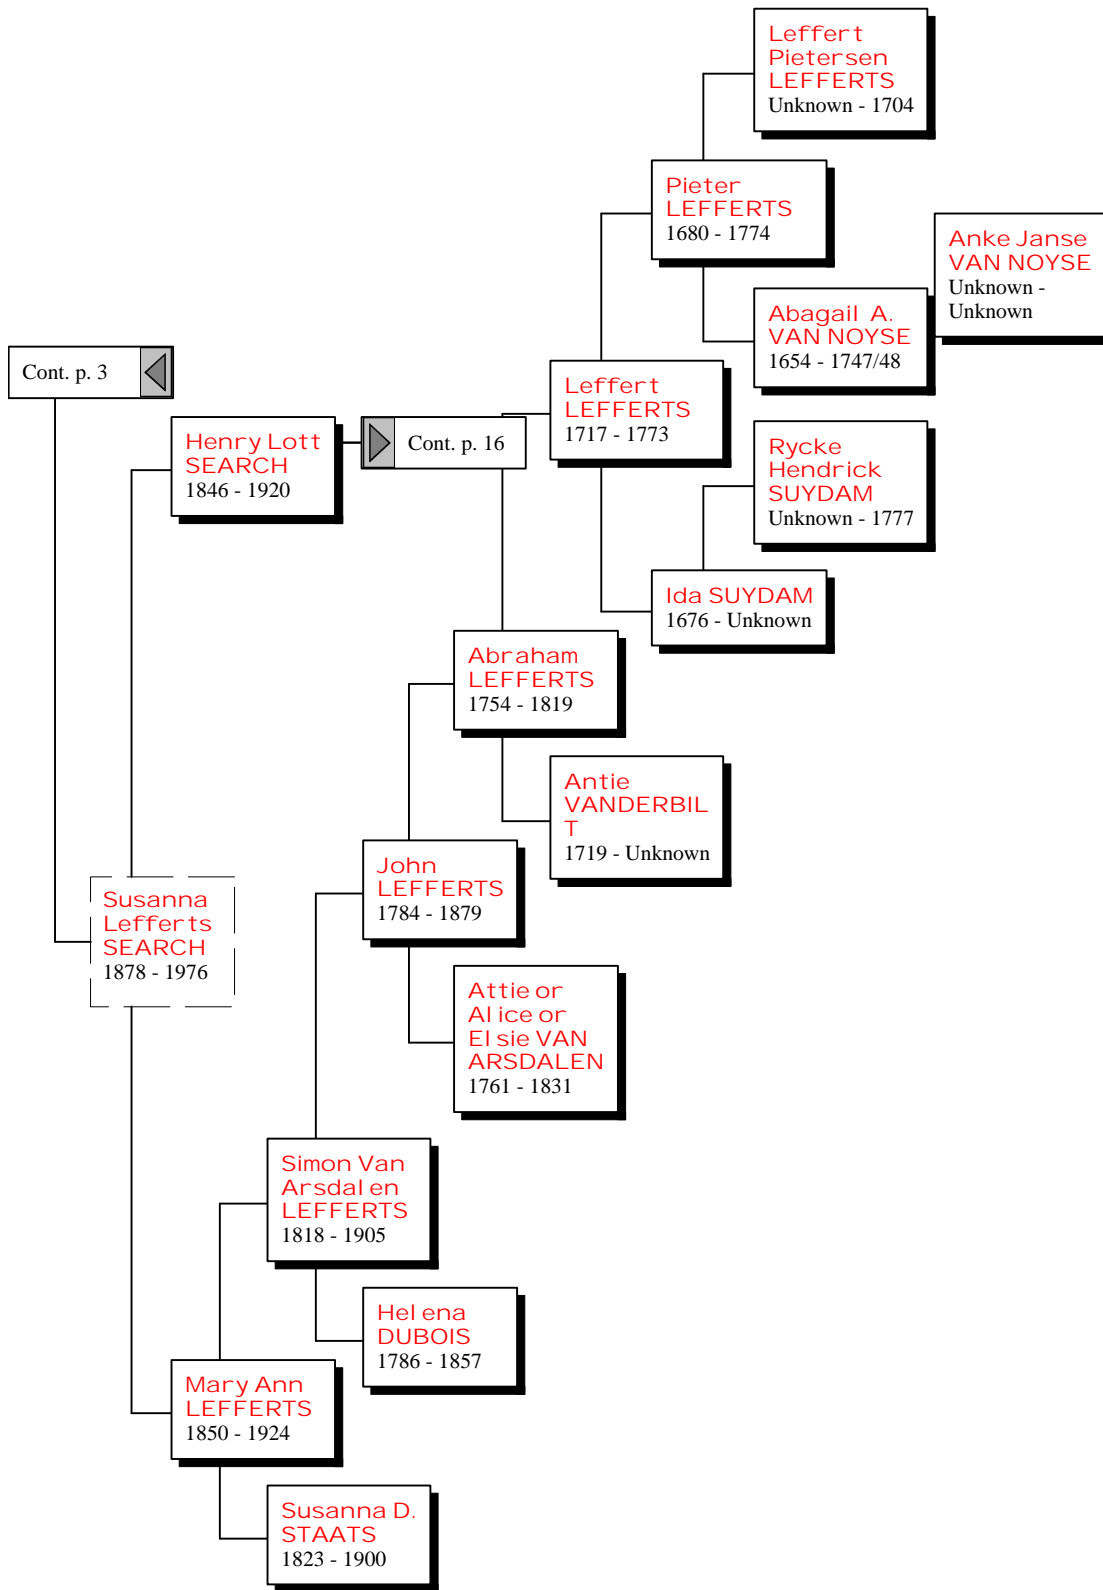 Leffert
Pietersen
LEFFERTS
Unknown - 1704
Pieter
LEFFERTS
1680 - 1774
Anke Janse
VAN NOYSE
Unknown -
Unknown
Abagail A.
VAN NOYSE
1654 - 1747/48
Cont. p. 3
Leffert
LEFFERTS
1717 - 1773
Henry Lott
SEARCH
1846 - 1920
Cont. p. 16
Rycke
Hendrick
SUYDAM
Unknown - 1777
Ida SUYDAM
1676 - Unknown
Abraham
LEFFERTS
1754 - 1819
Antie
VANDERBIL
T
1719 - Unknown
John
LEFFERTS
1784 - 1879
Susanna
Lefferts
SEARCH
1878 - 1976
Attie or
Alice or
Elsie VAN
ARSDALEN
1761 - 1831
Simon Van
Arsdalen
LEFFERTS
1818 - 1905
Helena
DUBOIS
1786 - 1857
Mary Ann
LEFFERTS
1850 - 1924
Susanna D.
STAATS
1823 - 1900